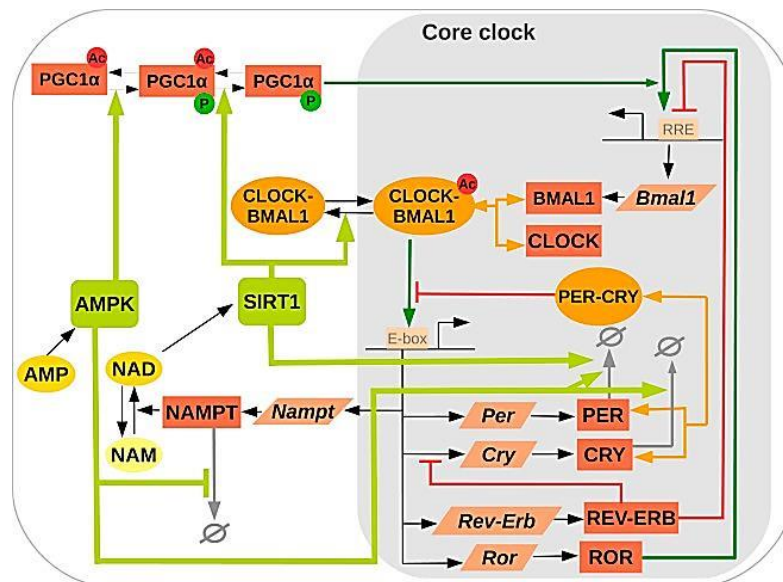 Core clock
Ac
Ac
PGC1α
PGC1α
PGC1α
P
P
RRE
Ac
CLOCK-
BMAL1
CLOCK-
BMAL1
BMAL1
Bmal1
CLOCK
AMPK
SIRT1
PER-CRY
E-box
AMP
NAD
NAMPT
Nampt
Per
PER
NAM
Cry
CRY
Rev-Erb
REV-ERB
Ror
ROR